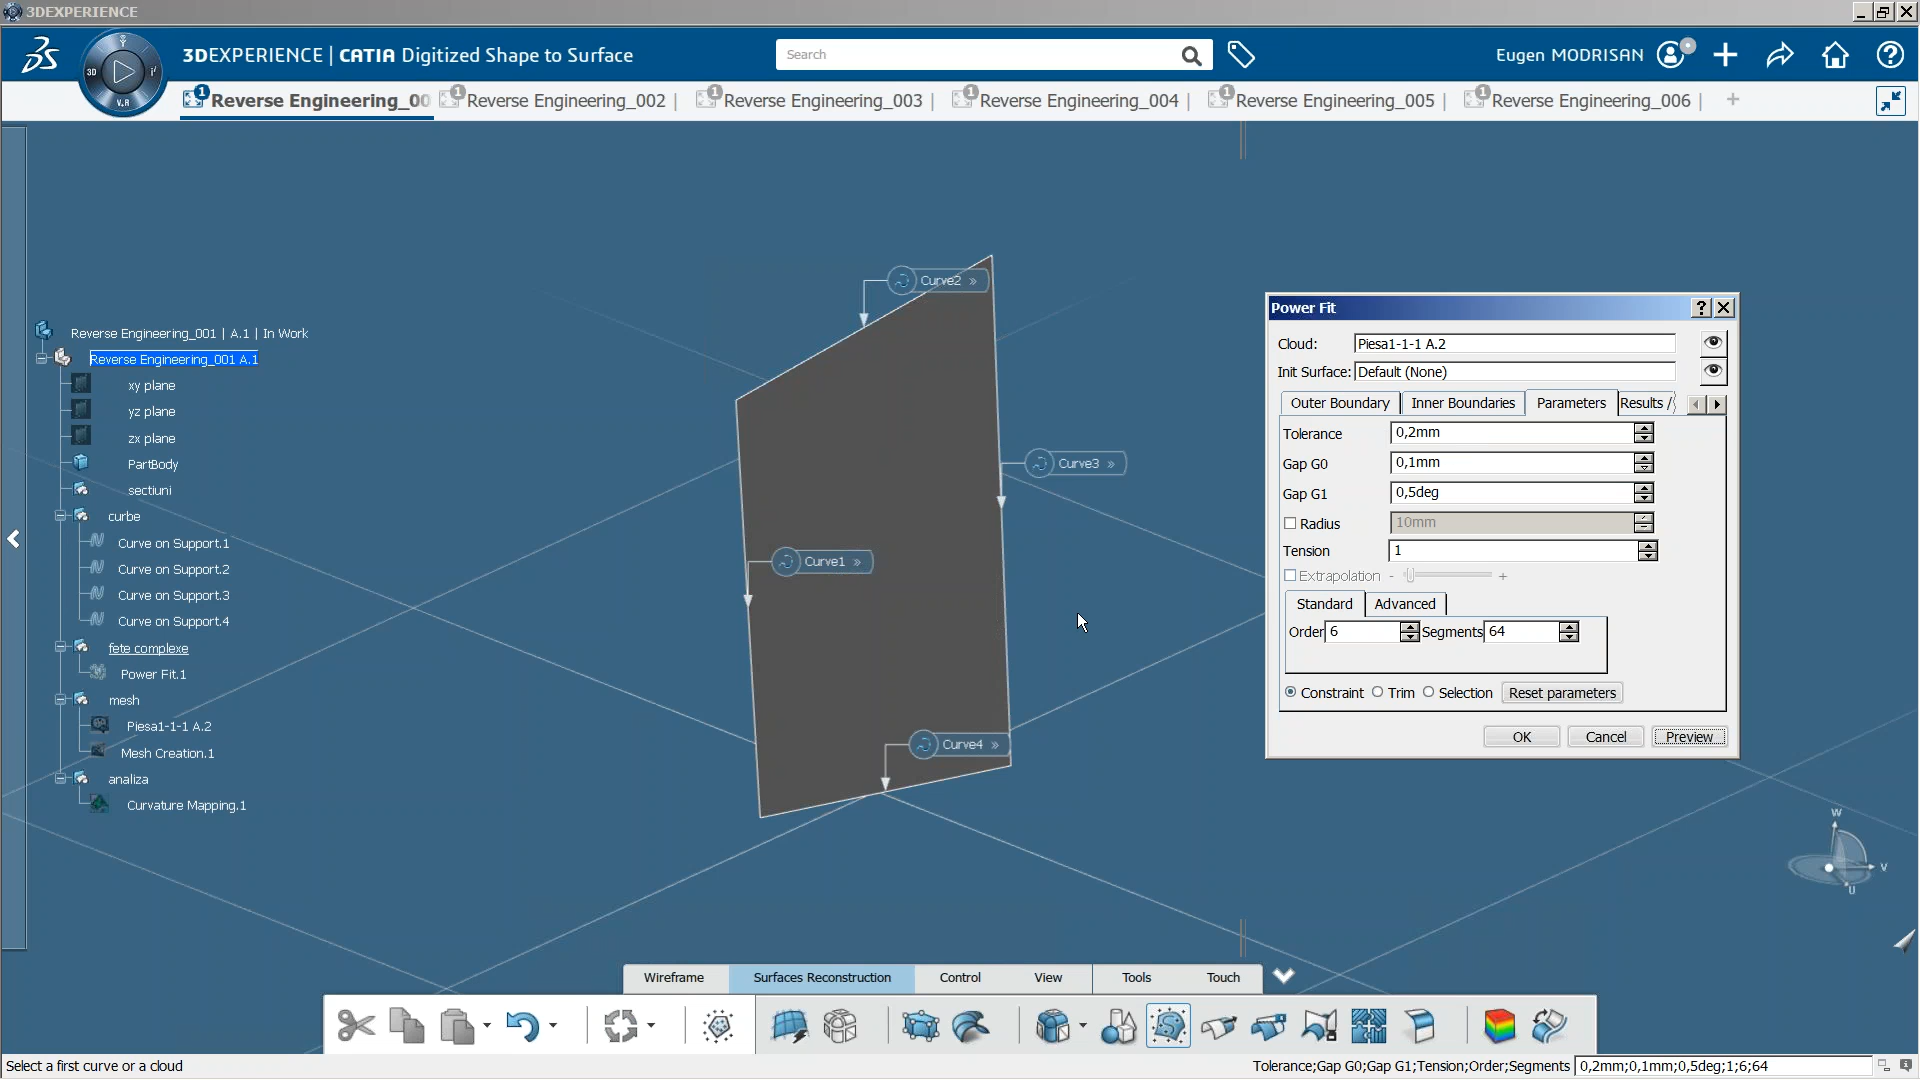 3DEXPERIENCE
3DEXPERIENCE | CATIA Digitized Shape to Surface
Search
Eugen MODRISAN
3D
V.R
1 Reverse Engineering_00
1 Reverse Engineering_002
1 Reverse Engineering_003
1 Reverse Engineering_004
1 Reverse Engineering_005
1 Reverse Engineering_006
Reverse Engineering_001 | A.1 | In Work
Reverse Engineering_001 A.1
xy plane
yz plane
zx plane
PartBody
sectiuni
curbe
Curve on Support.1
Curve on Support.2
Curve on Support.3
Curve on Support.4
fete complexe
Power Fit.1
mesh
Piesa1-1-1 A.2
Mesh Creation.1
analiza
Curvature Mapping.1
Curve2 »
Curve3 »
Curve1 »
Curve4 »
Power Fit
Cloud: Piesa1-1-1 A.2
Init Surface: Default (None)
Outer Boundary Inner Boundaries Parameters Results /
Tolerance 0,2mm
Gap G0 0,1mm
Gap G1 0,5deg
Radius 10mm
Tension 1
Extrapolation - +
Standard Advanced
Order 6 Segments 64
Constraint Trim Selection Reset parameters
OK Cancel Preview
W
V
U
Wireframe Surfaces Reconstruction Control View Tools Touch
Select a first curve or a cloud
Tolerance;Gap G0;Gap G1;Tension;Order;Segments 0,2mm;0,1mm;0,5deg;1;6;64